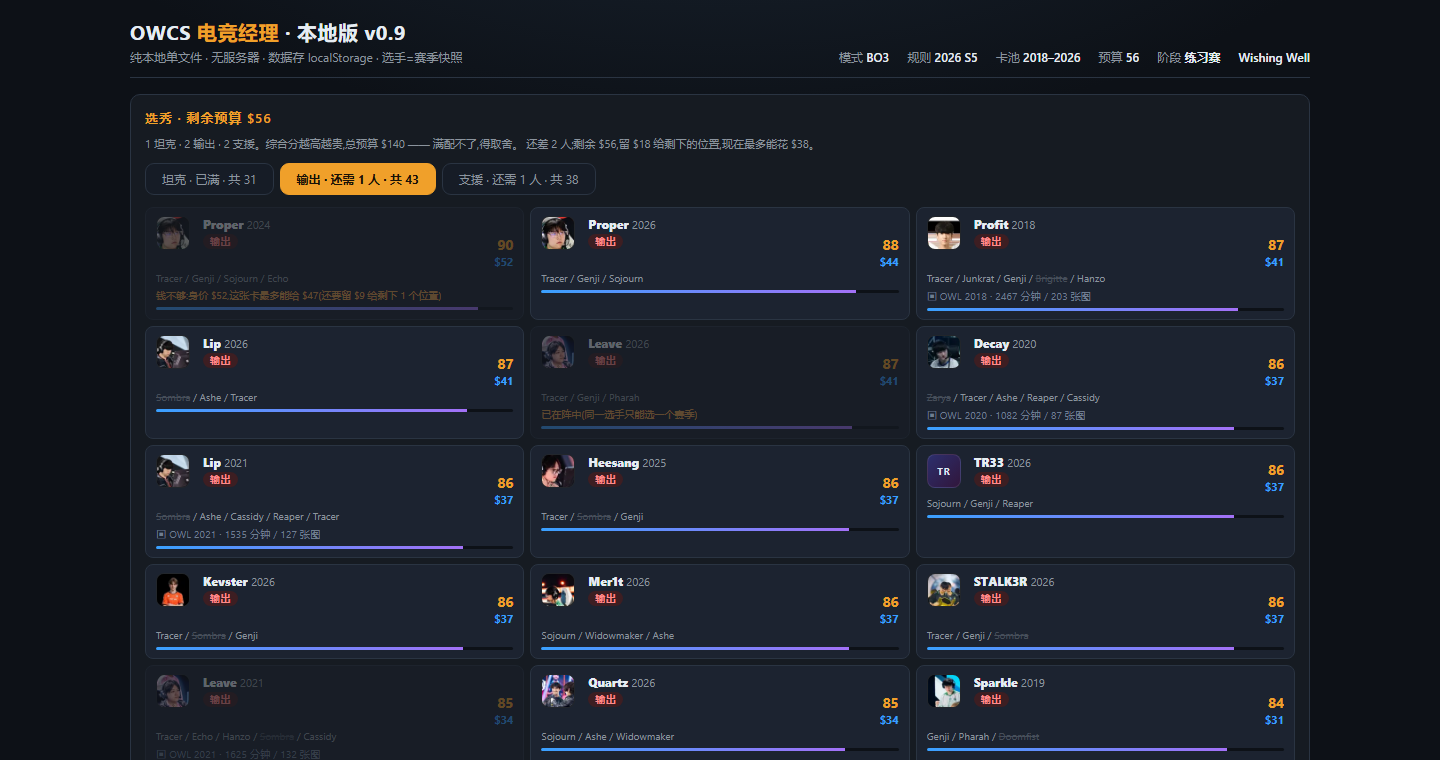 OWCS 电竞经理 · 本地版 v0.9
纯本地单文件 · 无服务器 · 数据存 localStorage · 选手=赛季快照
模式 BO3 规则 2026 S5 卡池 2018–2026 预算 56 阶段 练习赛 Wishing Well
选秀 · 剩余预算 $56
1 坦克 · 2 输出 · 2 支援。综合分越高越贵,总预算 $140 —— 满配不了,得取舍。 还差 2 人;剩余 $56,留 $18 给剩下的位置,现在最多能花 $38。
坦克 · 已满 · 共 31
输出 · 还需 1 人 · 共 43
支援 · 还需 1 人 · 共 38
Proper 2024
输出
90
$52
Tracer / Genji / Sojourn / Echo
钱不够:身价 $52,这张卡最多能给 $47(还要留 $9 给剩下 1 个位置)
Proper 2026
输出
88
$44
Tracer / Genji / Sojourn
Profit 2018
输出
87
$41
Tracer / Junkrat / Genji / Brigitte / Hanzo
▣ OWL 2018 · 2467 分钟 / 203 张图
Lip 2026
输出
87
$41
Sombra / Ashe / Tracer
Leave 2026
输出
87
$41
Tracer / Genji / Pharah
已在阵中(同一选手只能选一个赛季)
Decay 2020
输出
86
$37
Zarya / Tracer / Ashe / Reaper / Cassidy
▣ OWL 2020 · 1082 分钟 / 87 张图
Lip 2021
输出
86
$37
Sombra / Ashe / Cassidy / Reaper / Tracer
▣ OWL 2021 · 1535 分钟 / 127 张图
Heesang 2025
输出
86
$37
Tracer / Sombra / Genji
TR
TR33 2026
输出
86
$37
Sojourn / Genji / Reaper
Kevster 2026
输出
86
$37
Tracer / Sombra / Genji
Mer1t 2026
输出
86
$37
Sojourn / Widowmaker / Ashe
STALK3R 2026
输出
86
$37
Tracer / Genji / Sombra
Leave 2021
输出
85
$34
Tracer / Echo / Hanzo / Sombra / Cassidy
▣ OWL 2021 · 1625 分钟 / 132 张图
Quartz 2026
输出
85
$34
Sojourn / Ashe / Widowmaker
Sparkle 2019
输出
84
$31
Genji / Pharah / Doomfist